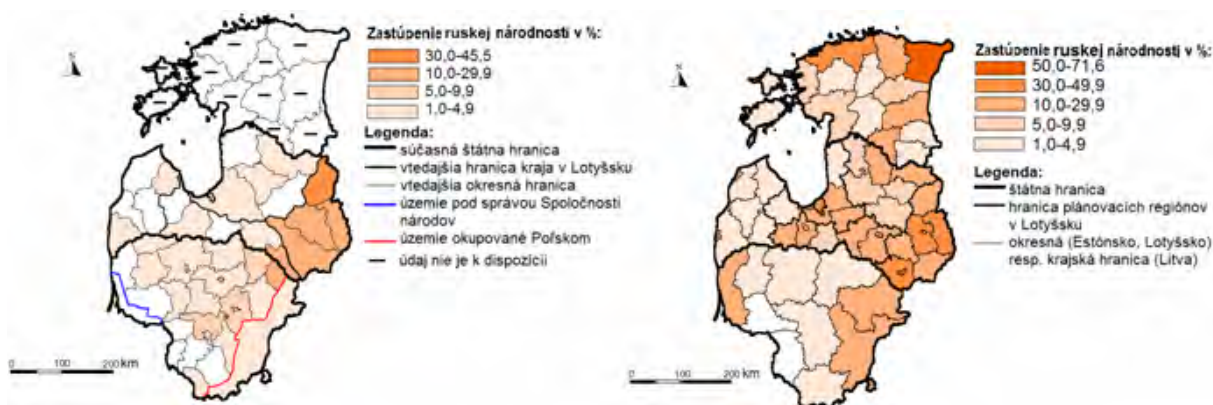 Zastúpenie ruskej národnosti v %:
30,0-45,5
10,0-29,9
5,0-9,9
1,0-4,9
Legenda:
súčasná štátna hranica
vtedajšia hranica kraja v Lotyšsku
vtedajšia okresná hranica
územie pod správou Spoločnosti
národov
územie okupované Poľskom
údaj nie je k dispozícii
0 100 200 km
Zastúpenie ruskej národnosti v %:
50,0-71,6
30,0-49,9
10,0-29,9
5,0-9,9
1,0-4,9
Legenda:
štátna hranica
hranica plánovacích regiónov
v Lotyšsku
okresná (Estónsko, Lotyšsko)
resp. krajská hranica (Litva)
0 100 200 km